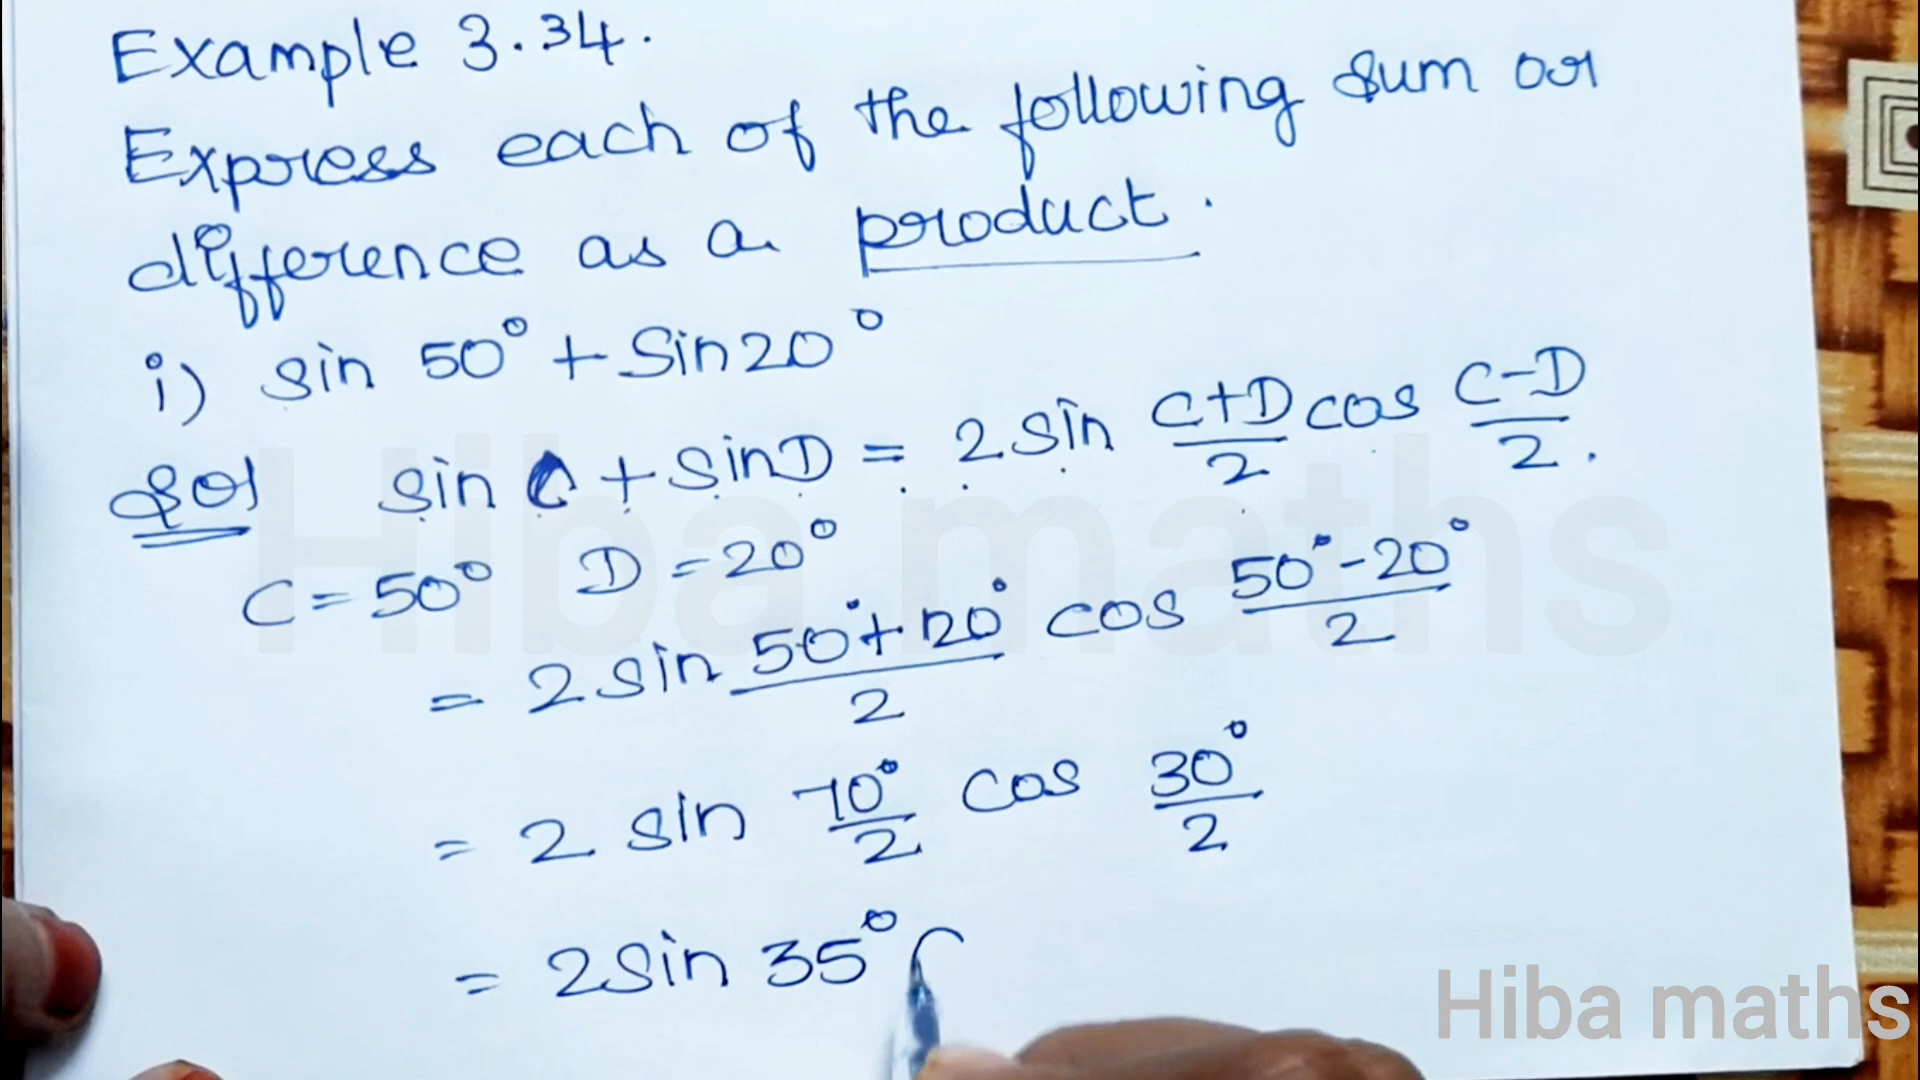 Example 3.34.
Express each of the following sum or
difference as a product.
i) sin 50° + Sin 20°
Sol sin C + sin D = 2 sin C+D/2 cos C-D/2.
C = 50° D = 20°
= 2 sin 50°+20°/2 cos 50°-20°/2
= 2 sin 70°/2 cos 30°/2
= 2 sin 35° C
Hiba maths
Hiba maths